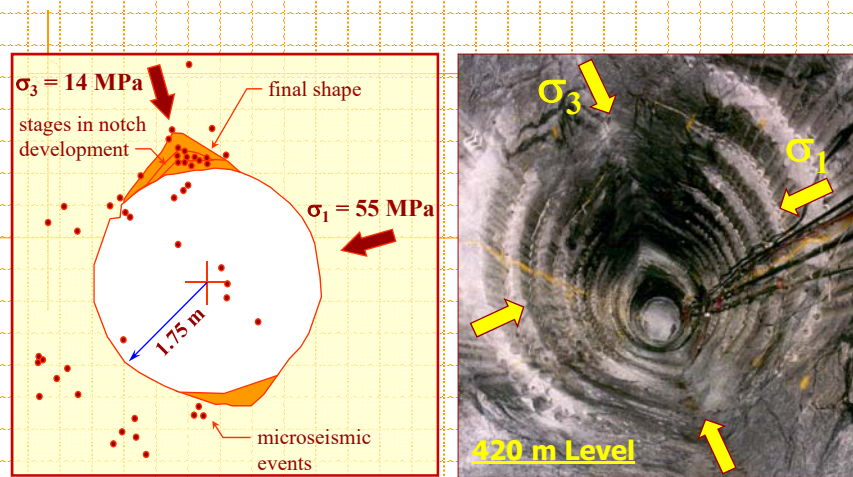 σ₃ = 14 MPa
final shape
stages in notch
development
σ₁ = 55 MPa
1.75 m
microseismic
events
σ₃
σ₁
420 m Level